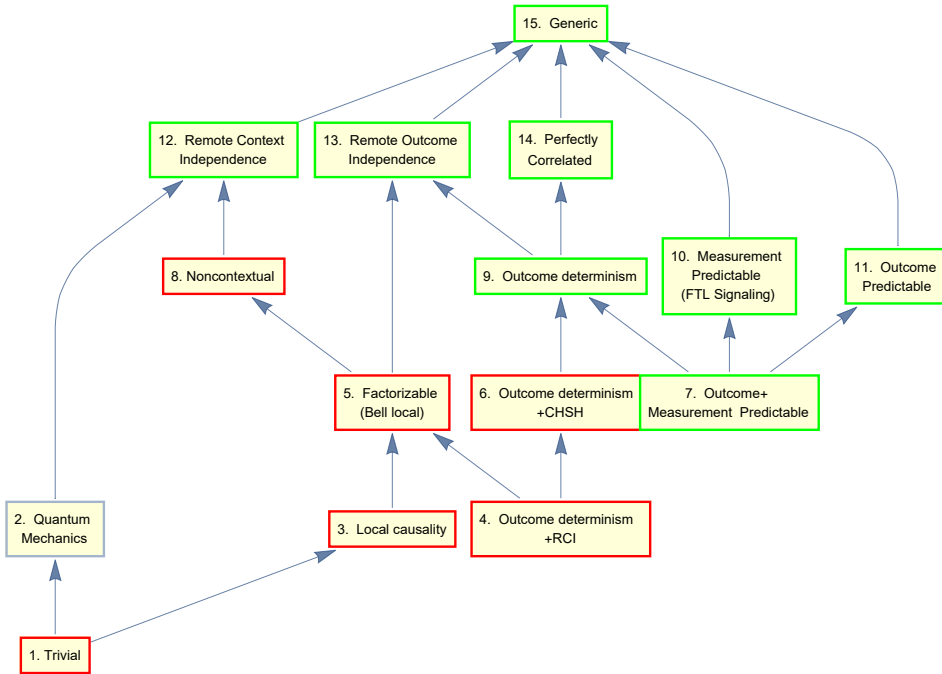 15. Generic
12. Remote Context
Independence
13. Remote Outcome
Independence
14. Perfectly
Correlated
8. Noncontextual
9. Outcome determinism
10. Measurement
Predictable
(FTL Signaling)
11. Outcome
Predictable
5. Factorizable
(Bell local)
6. Outcome determinism
+CHSH
7. Outcome+
Measurement Predictable
2. Quantum
Mechanics
3. Local causality
4. Outcome determinism
+RCI
1. Trivial